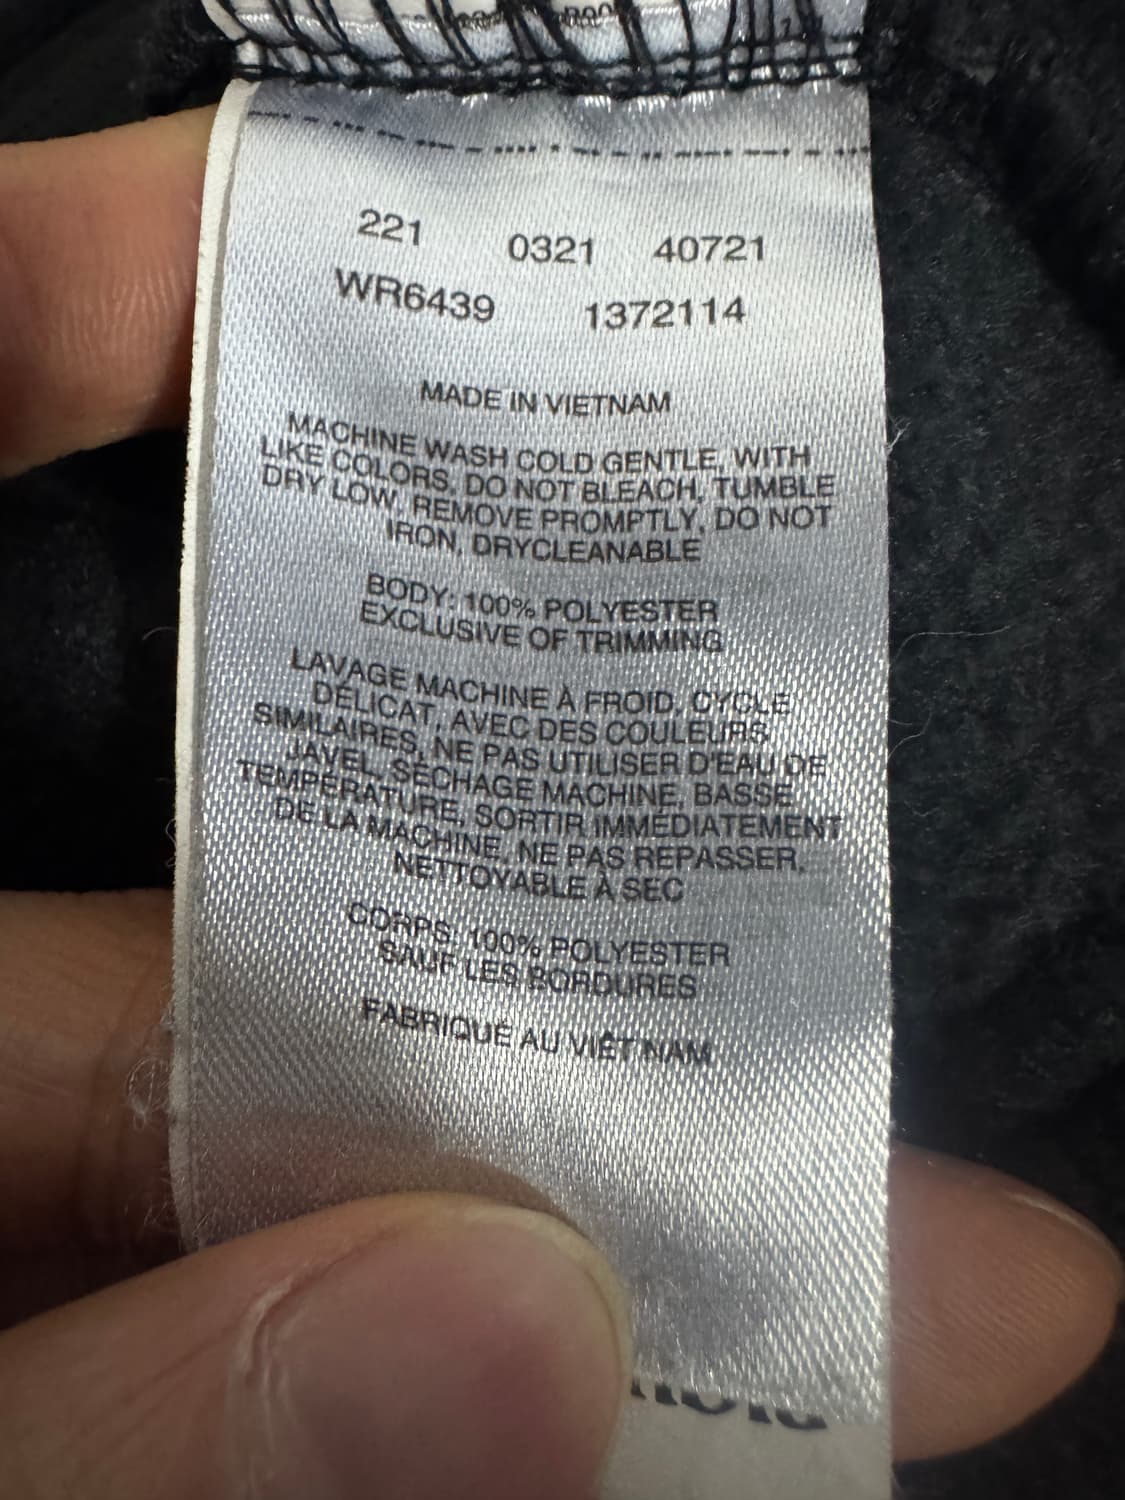 221 0321 40721
WR6439 1372114
MADE IN VIETNAM
MACHINE WASH COLD GENTLE, WITH
LIKE COLORS, DO NOT BLEACH, TUMBLE
DRY LOW, REMOVE PROMPTLY, DO NOT
IRON, DRYCLEANABLE
BODY: 100% POLYESTER
EXCLUSIVE OF TRIMMING
LAVAGE MACHINE À FROID, CYCLE
DÉLICAT, AVEC DES COULEURS
SIMILAIRES, NE PAS UTILISER D'EAU DE
JAVEL, SÉCHAGE MACHINE, BASSE
TEMPÉRATURE, SORTIR IMMÉDIATEMENT
DE LA MACHINE, NE PAS REPASSER,
NETTOYABLE À SEC
CORPS: 100% POLYESTER
SAUF LES BORDURES
FABRIQUÉ AU VIÊT NAM